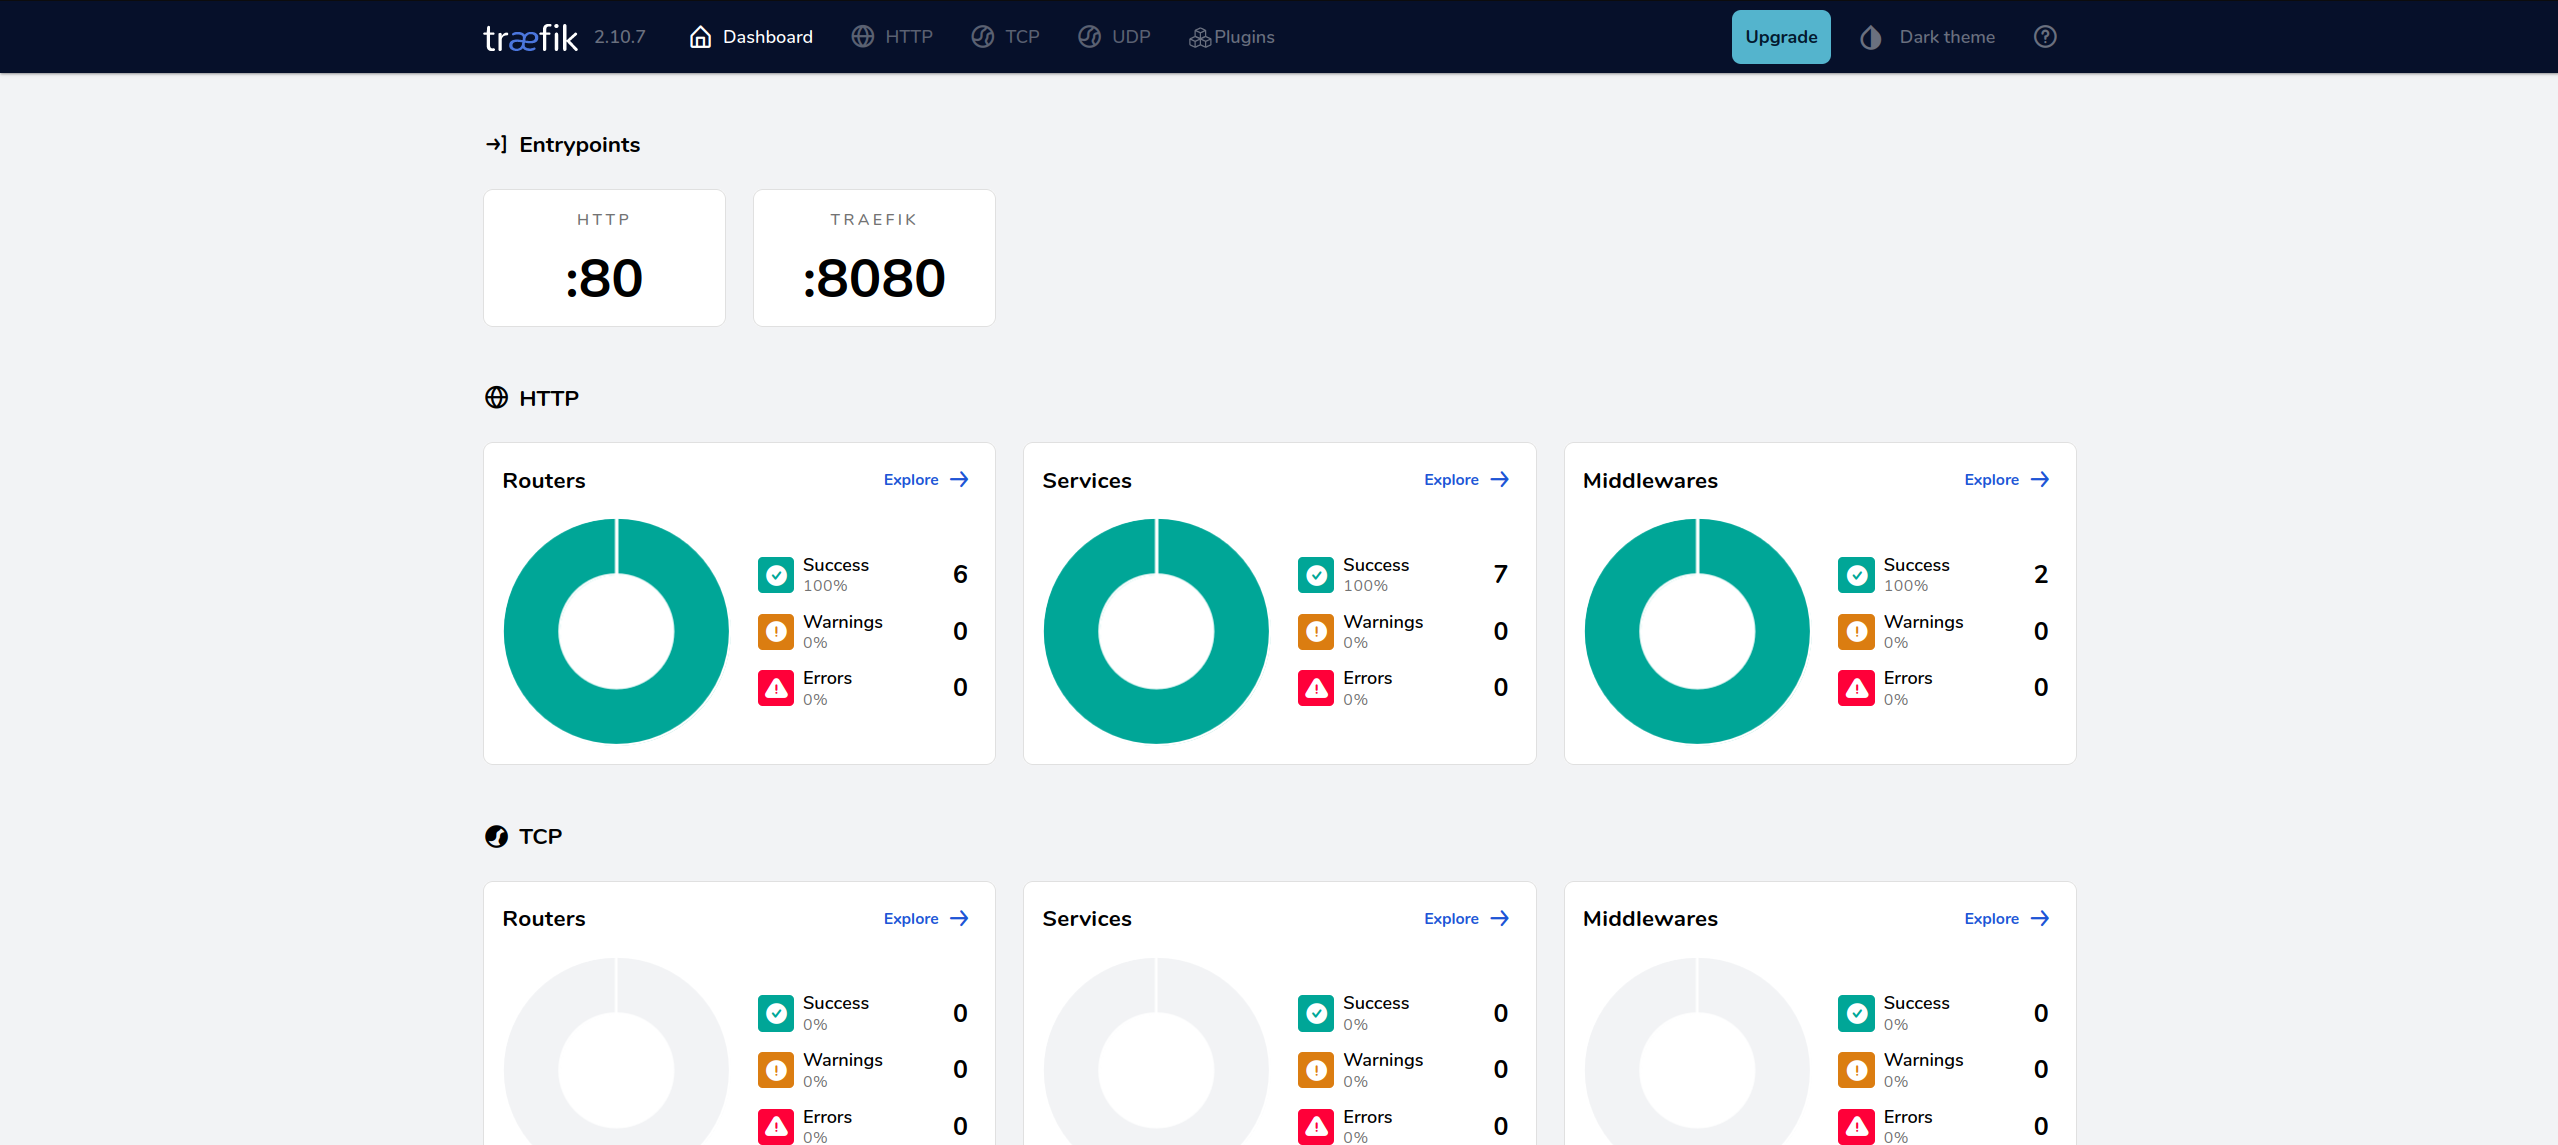 træfik 2.10.7 Dashboard HTTP TCP UDP Plugins Upgrade Dark theme
Entrypoints
HTTP
:80
TRAEFIK
:8080
HTTP
Routers Explore
Success 6
100%
Warnings 0
0%
Errors 0
0%
Services Explore
Success 7
100%
Warnings 0
0%
Errors 0
0%
Middlewares Explore
Success 2
100%
Warnings 0
0%
Errors 0
0%
TCP
Routers Explore
Success 0
0%
Warnings 0
0%
Errors 0
0%
Services Explore
Success 0
0%
Warnings 0
0%
Errors 0
0%
Middlewares Explore
Success 0
0%
Warnings 0
0%
Errors 0
0%